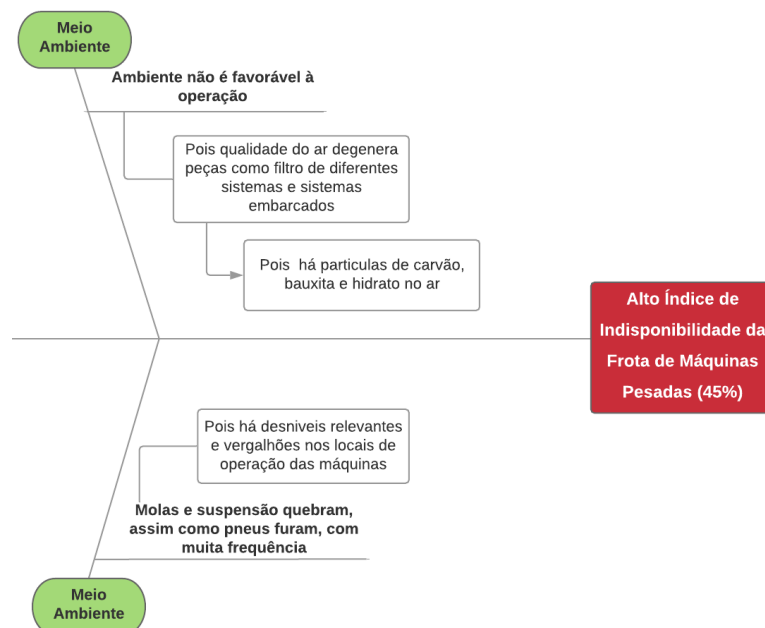 Meio
Ambiente
Ambiente não é favorável à
operação
Pois qualidade do ar degenera
peças como filtro de diferentes
sistemas e sistemas
embarcados
Pois há particulas de carvão,
bauxita e hidrato no ar
Alto Índice de
Indisponibilidade da
Frota de Máquinas
Pesadas (45%)
Pois há desniveis relevantes
e vergalhões nos locais de
operação das máquinas
Molas e suspensão quebram,
assim como pneus furam, com
muita frequência
Meio
Ambiente